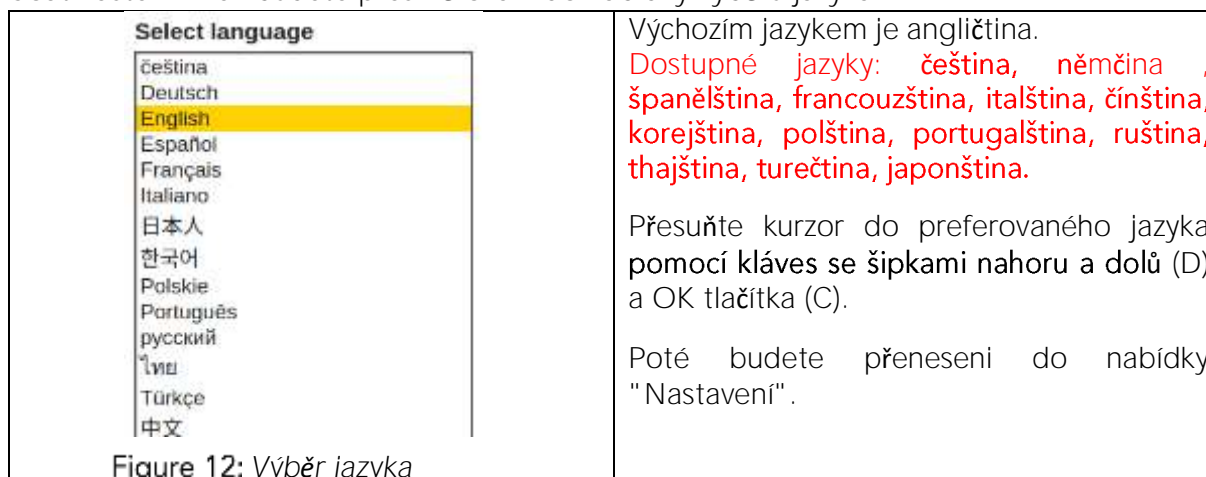 Select language
čeština
Deutsch
English
Español
Français
Italiano
日本人
한국어
Polskie
Português
русский
ไทย
Türkçe
中文
Figure 12: Výběr jazyka
Výchozím jazykem je angličtina.
Dostupné jazyky: čeština, němčina ,
španělština, francouzština, italština, čínština,
korejština, polština, portugalština, ruština,
thajština, turečtina, japonština.
Přesuňte kurzor do preferovaného jazyka
pomocí kláves se šipkami nahoru a dolů (D)
a OK tlačítka (C).
Poté budete přeneseni do nabídky
"Nastavení".